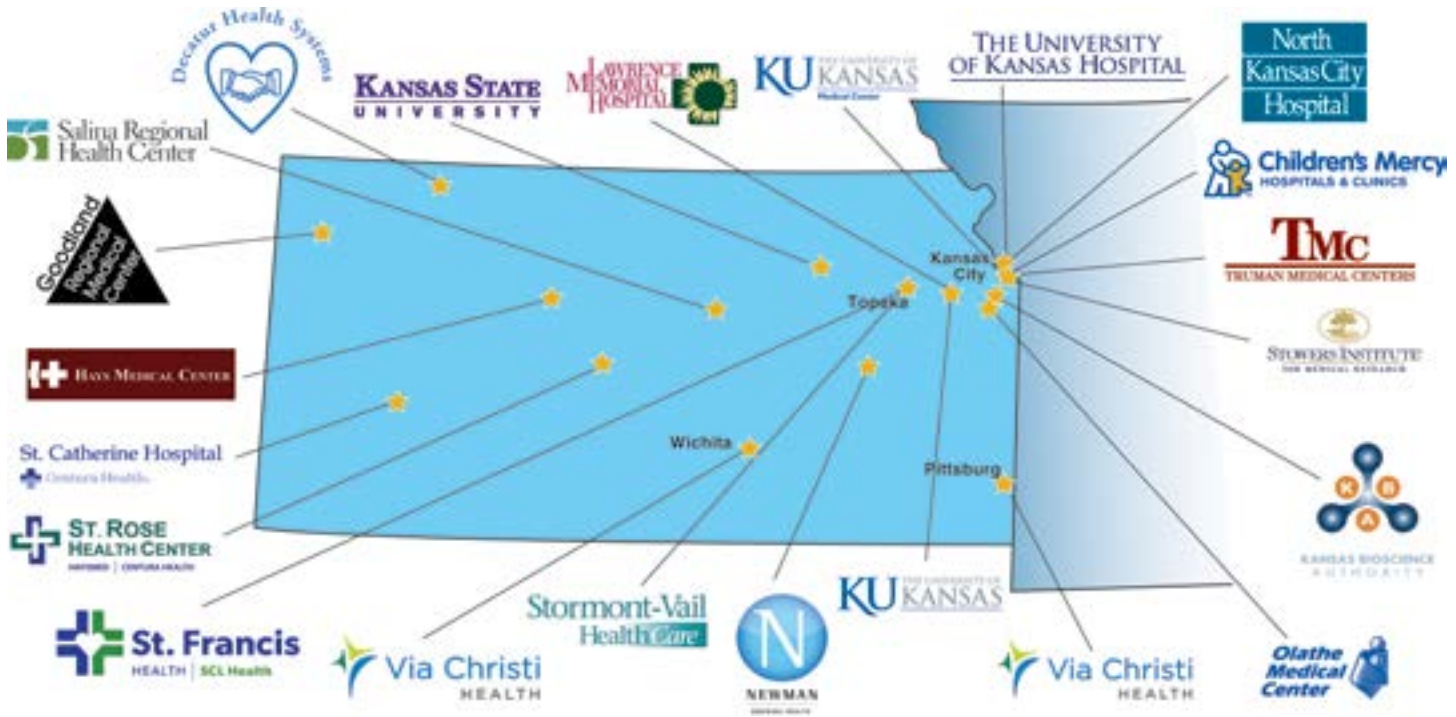 Decatur Health Systems
KANSAS STATE
UNIVERSITY
LAWRENCE
MEMORIAL
HOSPITAL
KU THE UNIVERSITY OF
KANSAS
Medical Center
THE UNIVERSITY
OF KANSAS HOSPITAL
North
Kansas City
Hospital
Salina Regional
Health Center
Children's Mercy
HOSPITALS & CLINICS
Goodland
Regional
Medical
Center
TMC
TRUMAN MEDICAL CENTERS
Kansas
City
Topeka
STOWERS INSTITUTE
FOR MEDICAL RESEARCH
HAYS MEDICAL CENTER
St. Catherine Hospital
Centura Health
Wichita
Pittsburg
K B
A
KANSAS BIOSCIENCE
AUTHORITY
ST. ROSE
HEALTH CENTER
HAYSMED | CENTURA HEALTH
St. Francis
HEALTH | SCL Health
Via Christi
HEALTH
Stormont-Vail
HealthCare
N
NEWMAN
KU THE UNIVERSITY OF
KANSAS
Via Christi
HEALTH
Olathe
Medical
Center